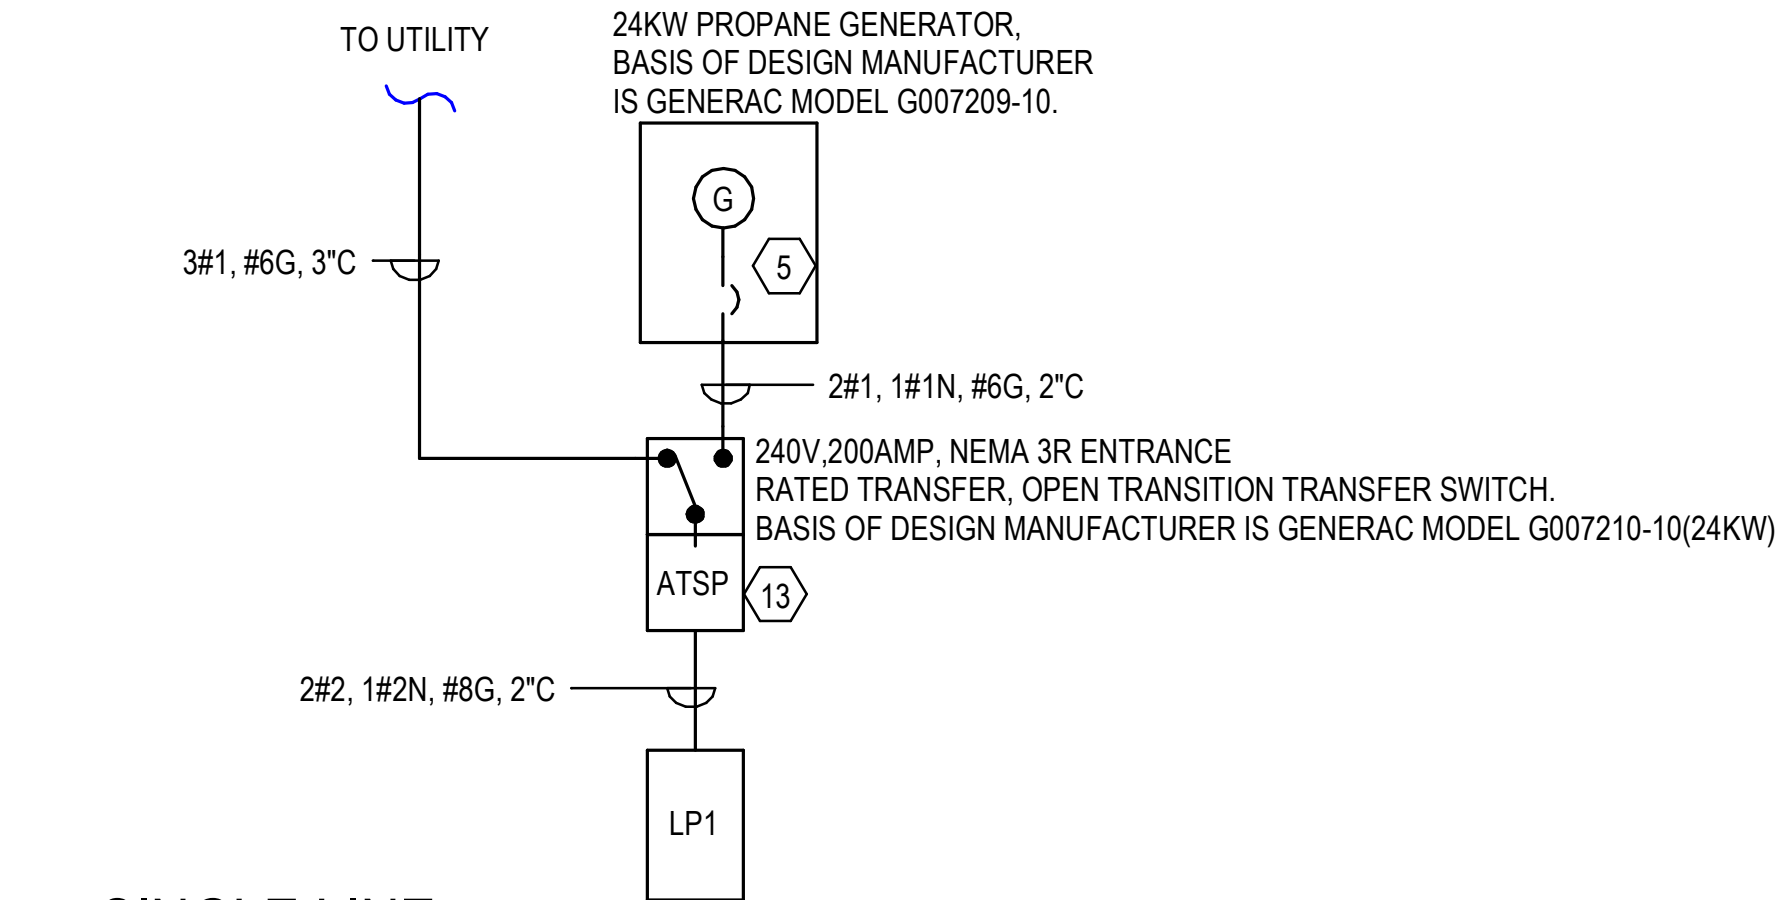 TO UTILITY
24KW PROPANE GENERATOR,
BASIS OF DESIGN MANUFACTURER
IS GENERAC MODEL G007209-10.
G
5
3#1, #6G, 3"C
2#1, 1#1N, #6G, 2"C
240V,200AMP, NEMA 3R ENTRANCE
RATED TRANSFER, OPEN TRANSITION TRANSFER SWITCH.
BASIS OF DESIGN MANUFACTURER IS GENERAC MODEL G007210-10(24KW)
ATSP
13
2#2, 1#2N, #8G, 2"C
LP1